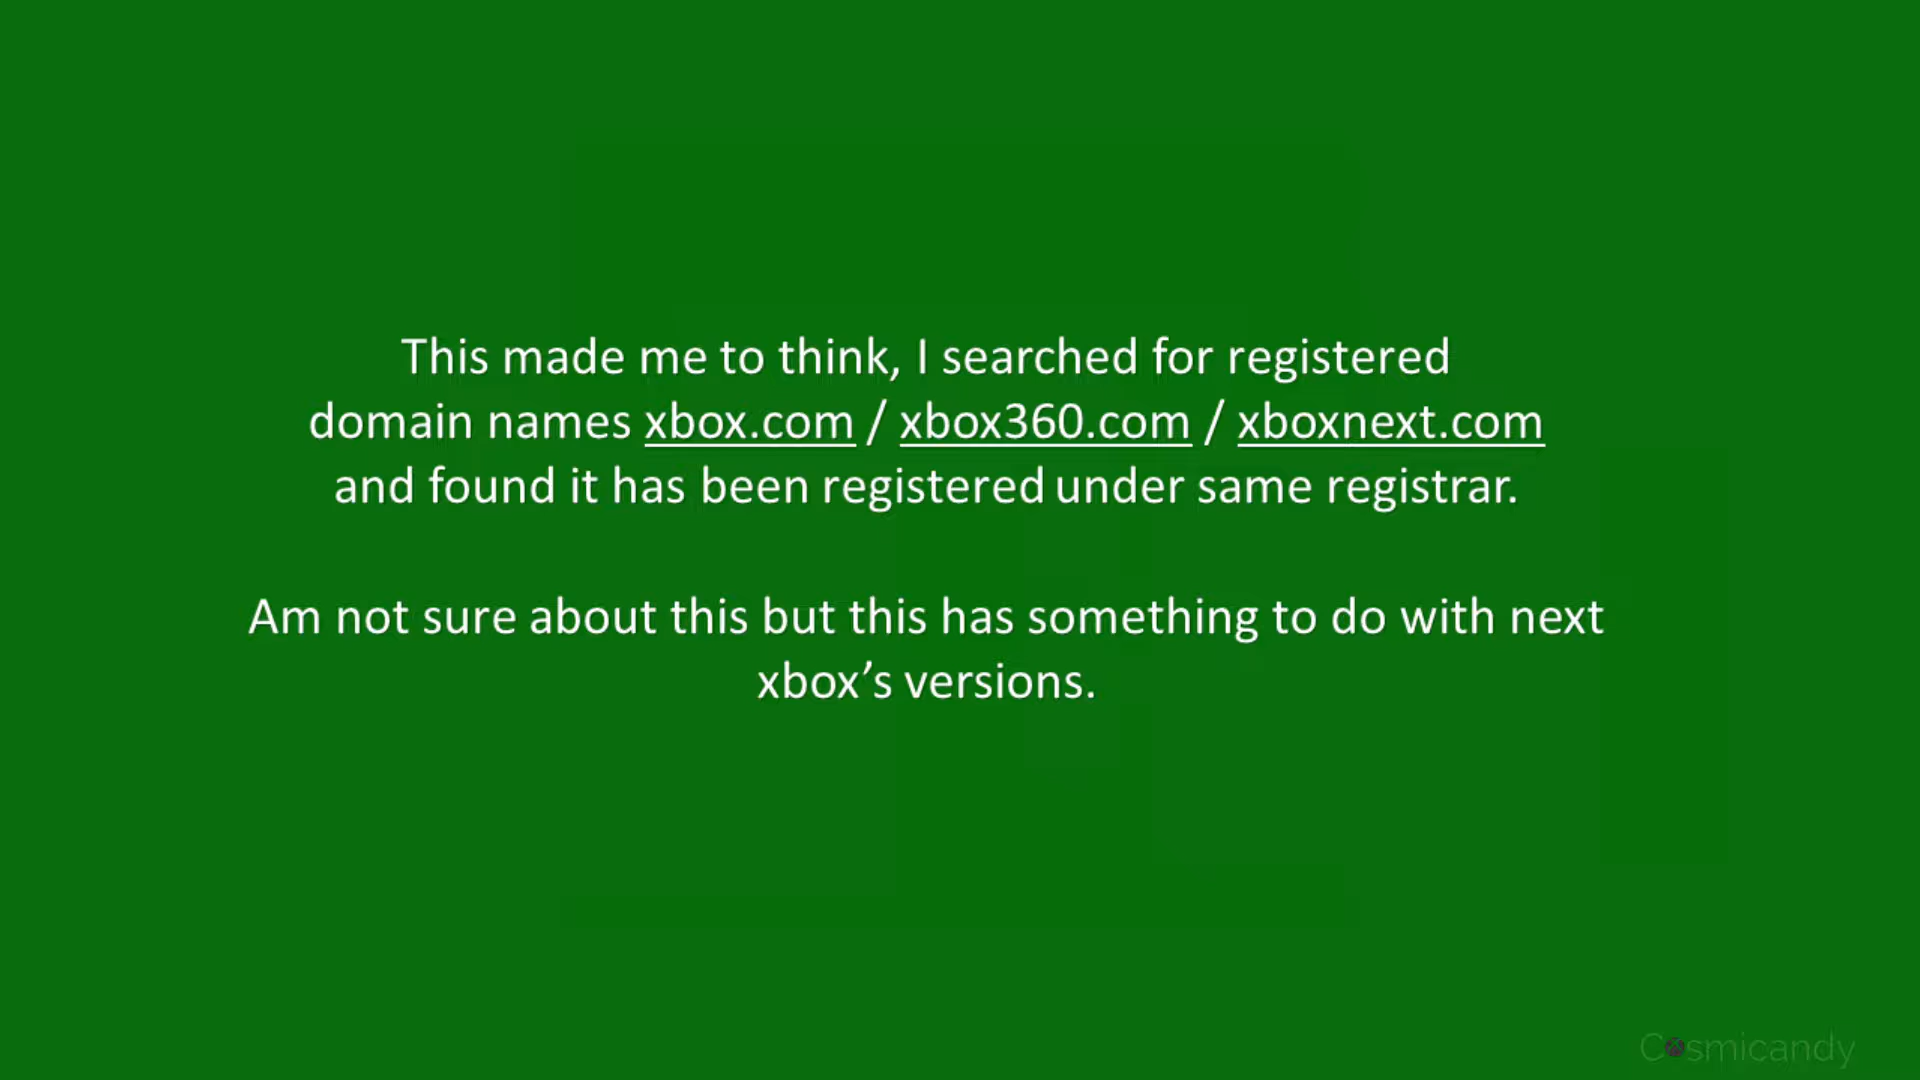 This made me to think, I searched for registered
domain names xbox.com / xbox360.com / xboxnext.com
and found it has been registered under same registrar.
Am not sure about this but this has something to do with next
xbox’s versions.
Cosmicandy